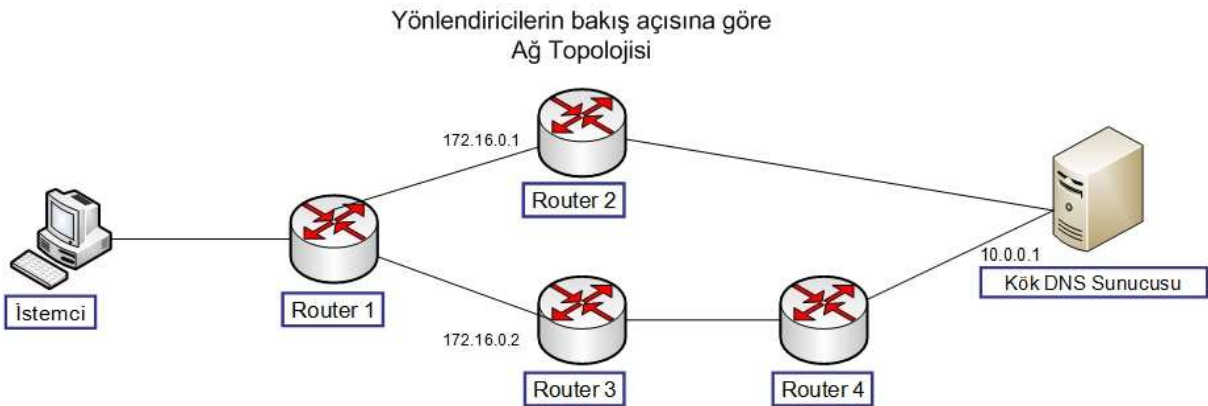 Yönlendiricilerin bakış açısına göre
Ağ Topolojisi
172.16.0.1
Router 2
10.0.0.1
Kök DNS Sunucusu
İstemci
Router 1
172.16.0.2
Router 3
Router 4